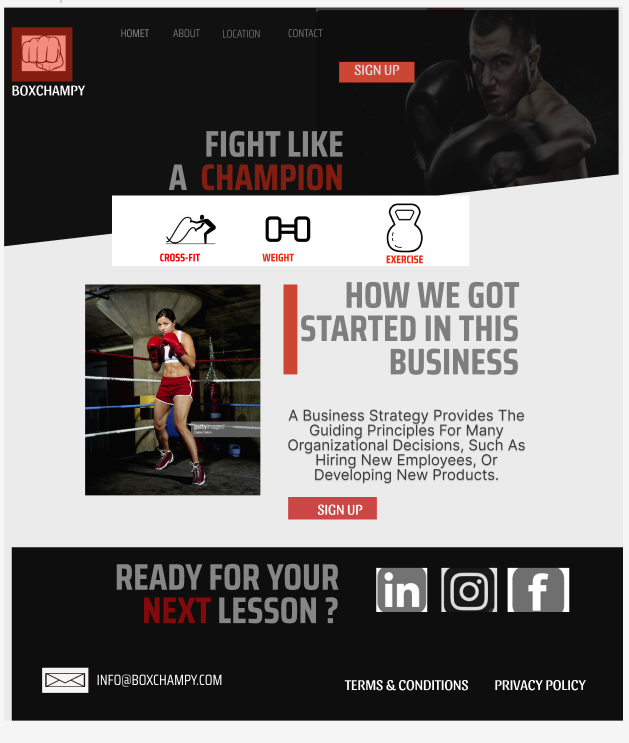 HOMET
ABOUT
LOCATION
CONTACT
BOXCHAMPY
SIGN UP
FIGHT LIKE
A CHAMPION
CROSS-FIT
WEIGHT
EXERCISE
HOW WE GOT
STARTED IN THIS
BUSINESS
gettyimages
A Business Strategy Provides The
Guiding Principles For Many
Organizational Decisions, Such As
Hiring New Employees, Or
Developing New Products.
SIGN UP
READY FOR YOUR
NEXT LESSON ?
in
f
INFO@BOXCHAMPY.COM
TERMS & CONDITIONS
PRIVACY POLICY